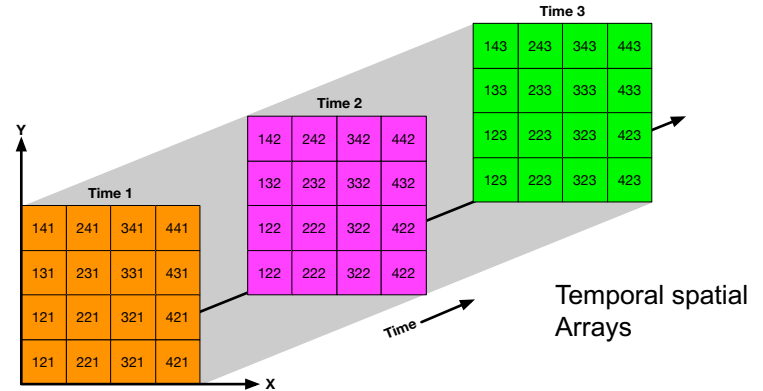 Time 3
143 243 343 443
133 233 333 433
123 223 323 423
123 223 323 423
Time 2
142 242 342 442
132 232 332 432
122 222 322 422
122 222 322 422
Y
Time 1
141 241 341 441
131 231 331 431
121 221 321 421
121 221 321 421
X
Time
Temporal spatial
Arrays